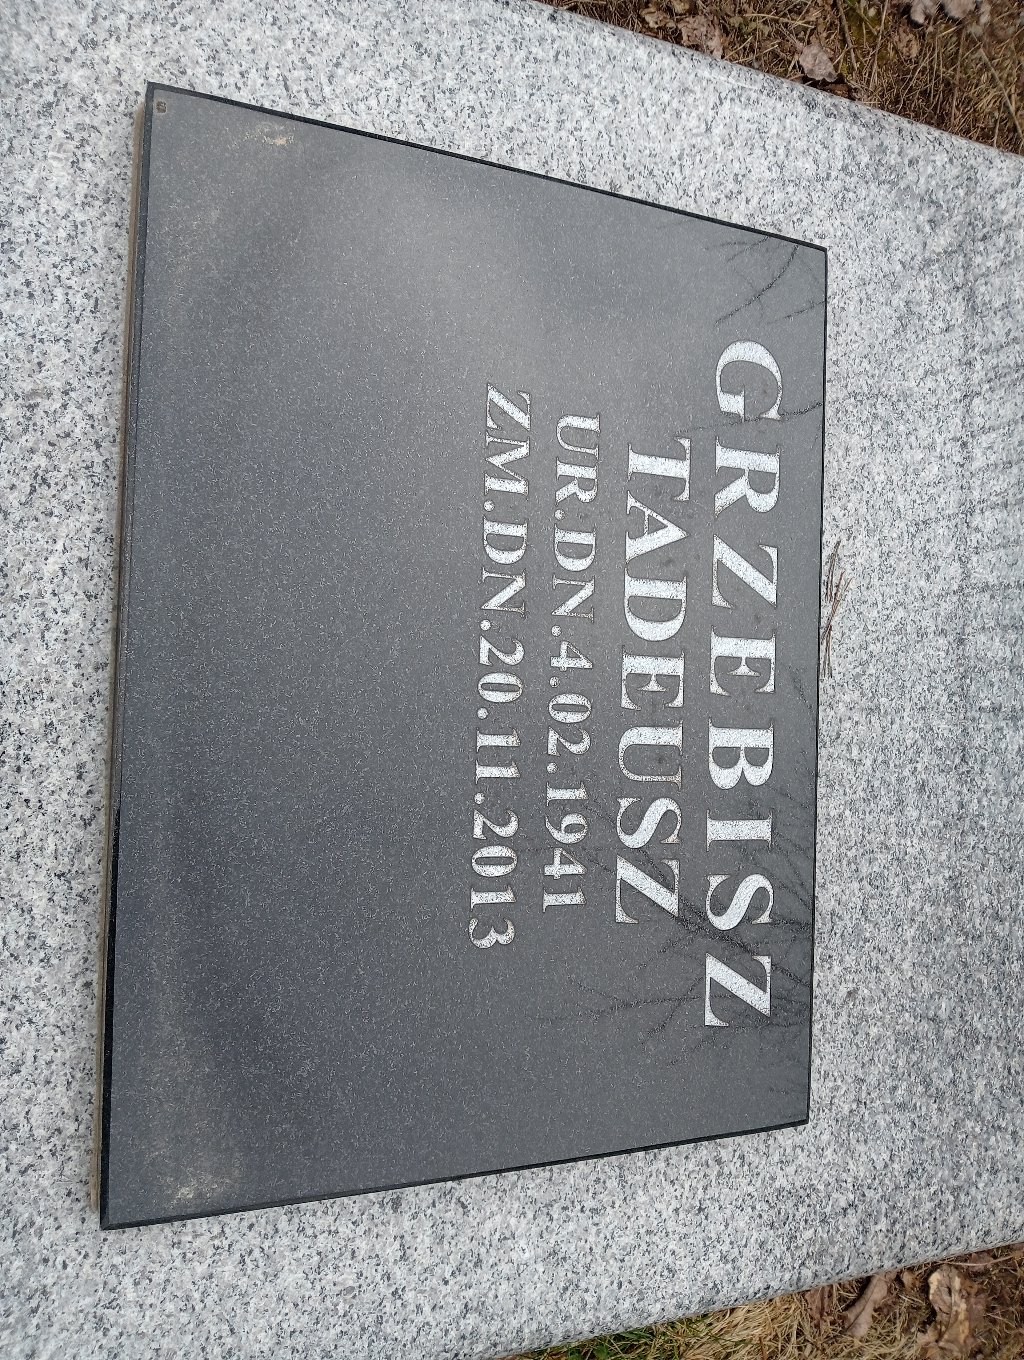 GRZEBISZ
TADEUSZ
UR.DN.4.02.1941
ZM.DN.20.11.2013